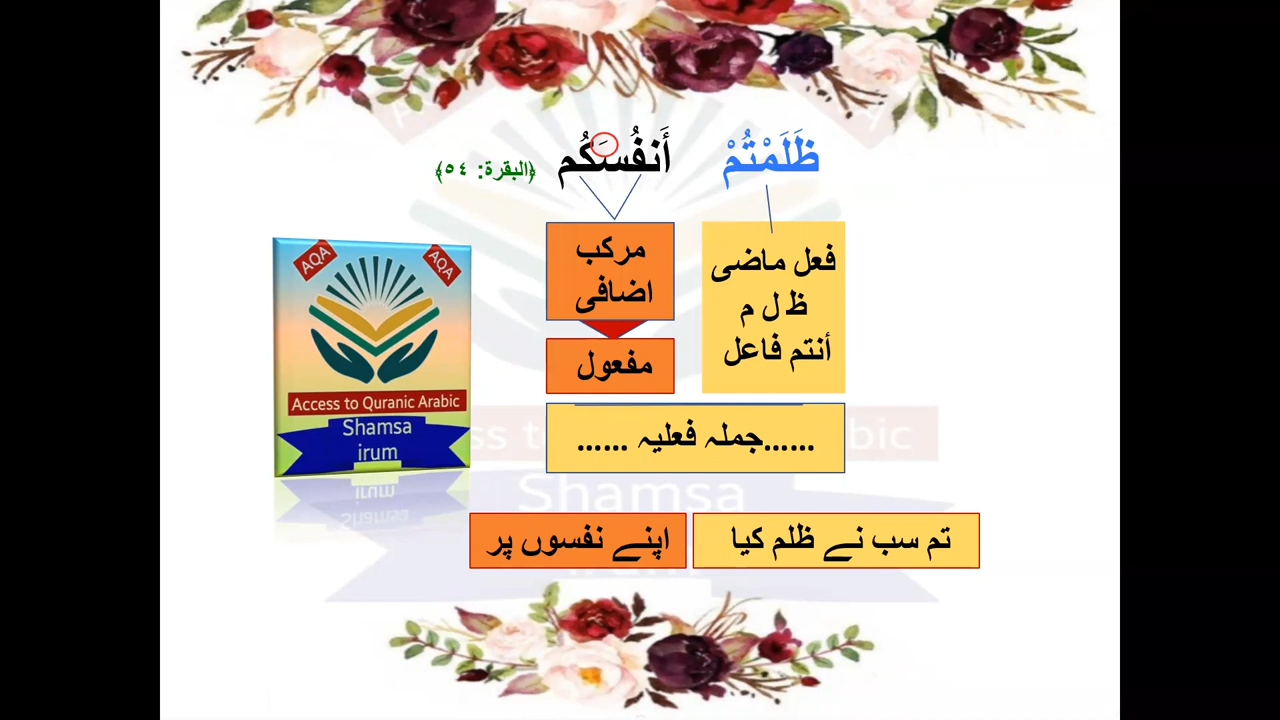 ظَلَمْتُمْ أَنفُسَكُم ﴿البقرة: ٥٤﴾
فعل ماضی
ظ ل م
أنتم فاعل
مرکب
اضافی
مفعول
......جملہ فعلیہ ......
تم سب نے ظلم کیا
اپنے نفسوں پر
AQA
AQA
Access to Quranic Arabic
Shamsa
irum